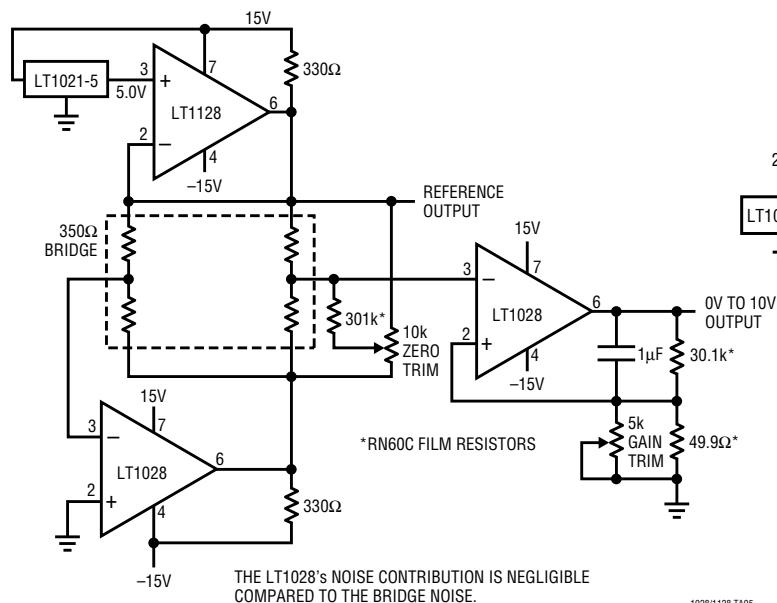 15V
LT1021-5
5.0V
3
+
7
LT1128
6
330Ω
2
–
4
–15V
REFERENCE
OUTPUT
350Ω
BRIDGE
301k*
10k
ZERO
TRIM
15V
3
–
7
LT1028
6
2
+
4
–15V
0V TO 10V
OUTPUT
1µF
30.1k*
5k
GAIN
TRIM
49.9Ω*
*RN60C FILM RESISTORS
15V
3
–
7
LT1028
6
2
+
4
330Ω
–15V
THE LT1028's NOISE CONTRIBUTION IS NEGLIGIBLE
COMPARED TO THE BRIDGE NOISE.
2